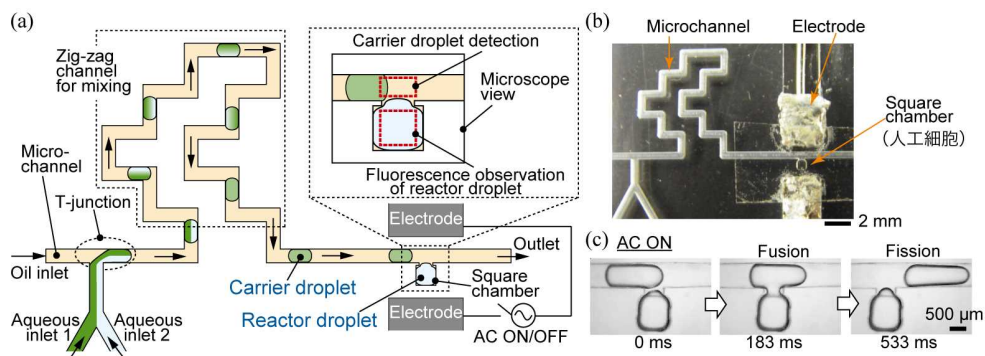 (a)
Zig-zag
channel
for mixing
Micro-
channel
T-junction
Oil inlet
Aqueous
inlet 1
Aqueous
inlet 2
Carrier droplet detection
Microscope
view
Fluorescence observation
of reactor droplet
Electrode
Outlet
Carrier droplet
Square
chamber
Reactor droplet
Electrode
AC ON/OFF
(b)
Microchannel
Electrode
Square
chamber
(人工細胞)
2 mm
(c)
AC ON
Fusion
Fission
500 µm
0 ms
183 ms
533 ms